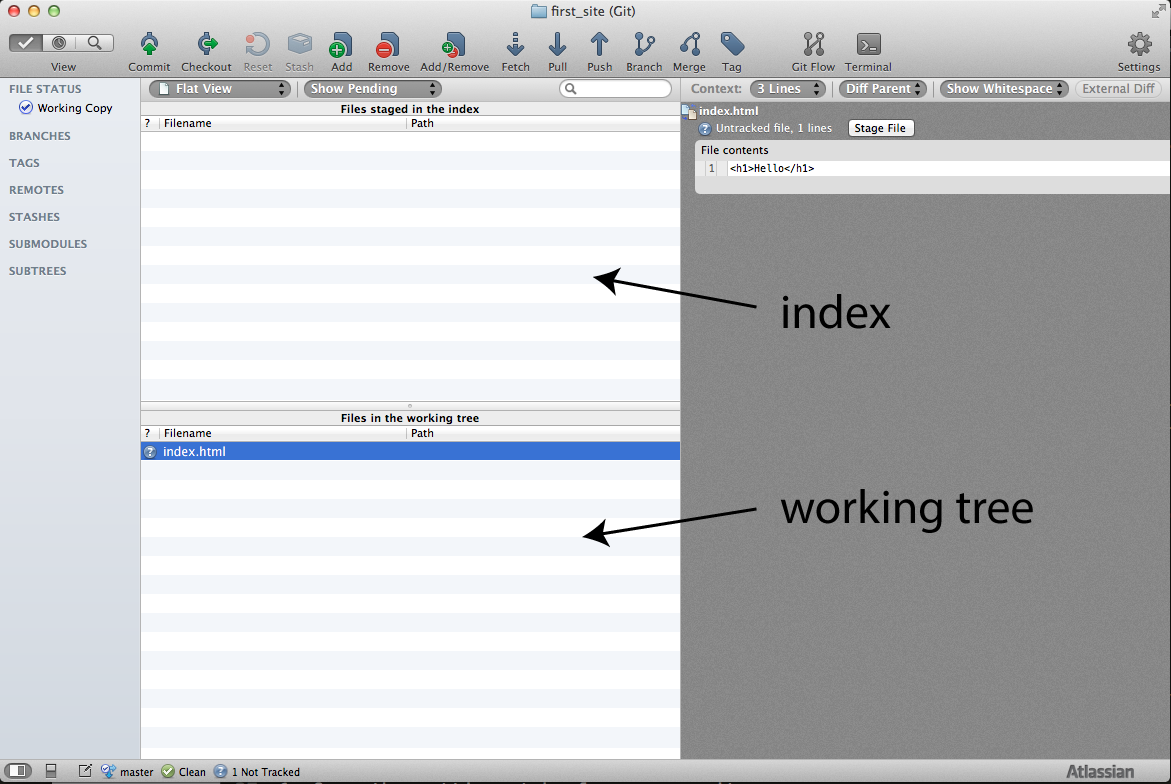 first_site (Git)
View Commit Checkout Reset Stash Add Remove Add/Remove Fetch Pull Push Branch Merge Tag Git Flow Terminal Settings
FILE STATUS
Working Copy
BRANCHES
TAGS
REMOTES
STASHES
SUBMODULES
SUBTREES
Flat View Show Pending
Files staged in the index
? Filename Path
Files in the working tree
? Filename Path
? index.html
Context: 3 Lines Diff Parent Show Whitespace External Diff
index.html
? Untracked file, 1 lines Stage File
File contents
1 <h1>Hello</h1>
index
working tree
master Clean ? 1 Not Tracked
Atlassian